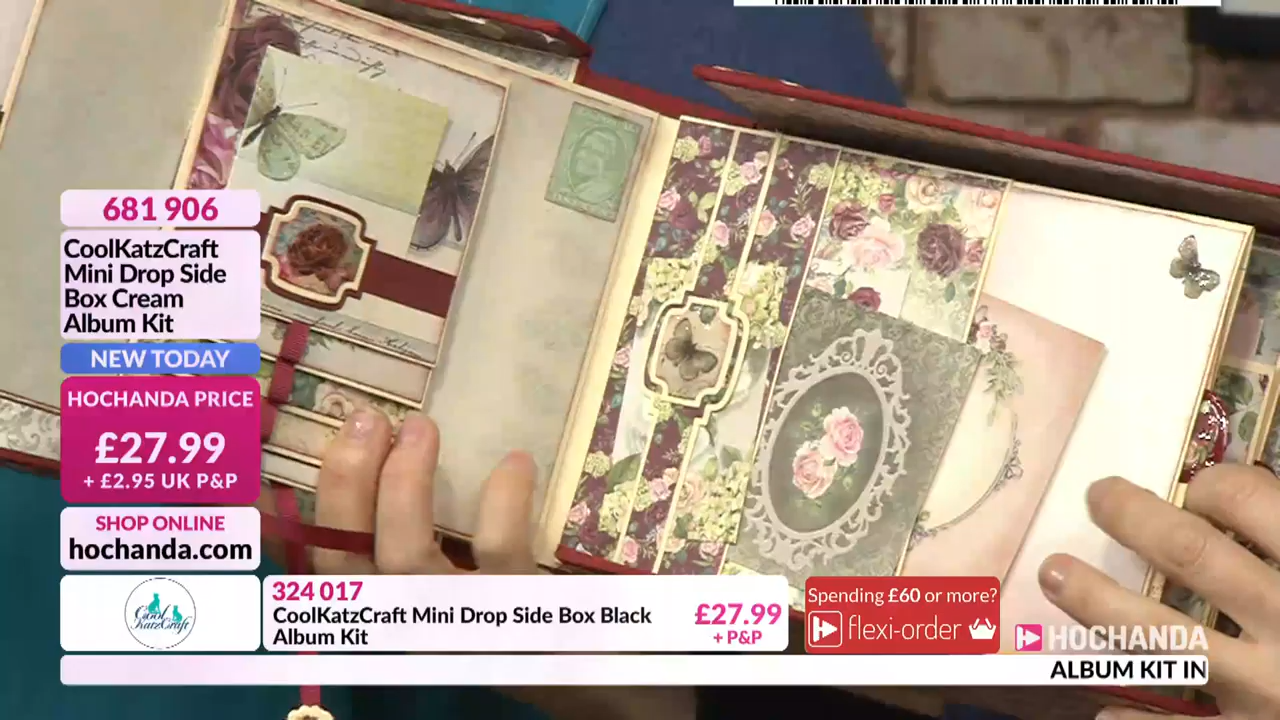 681 906
CoolKatzCraft
Mini Drop Side
Box Cream
Album Kit
NEW TODAY
HOCHANDA PRICE
£27.99
+ £2.95 UK P&P
SHOP ONLINE
hochanda.com
Cool
KatzCraft
324 017
CoolKatzCraft Mini Drop Side Box Black
Album Kit
£27.99
+ P&P
Spending £60 or more?
flexi-order
HOCHANDA
ALBUM KIT IN